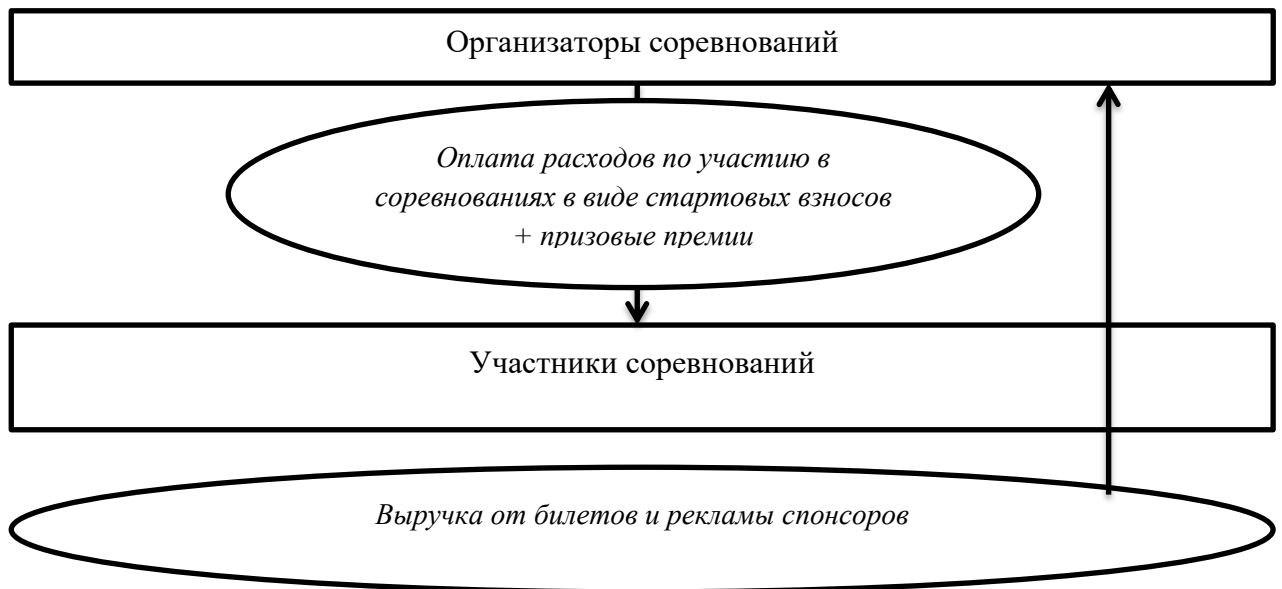 Организаторы соревнований
Оплата расходов по участию в
соревнованиях в виде стартовых взносов
+ призовые премии
Участники соревнований
Выручка от билетов и рекламы спонсоров